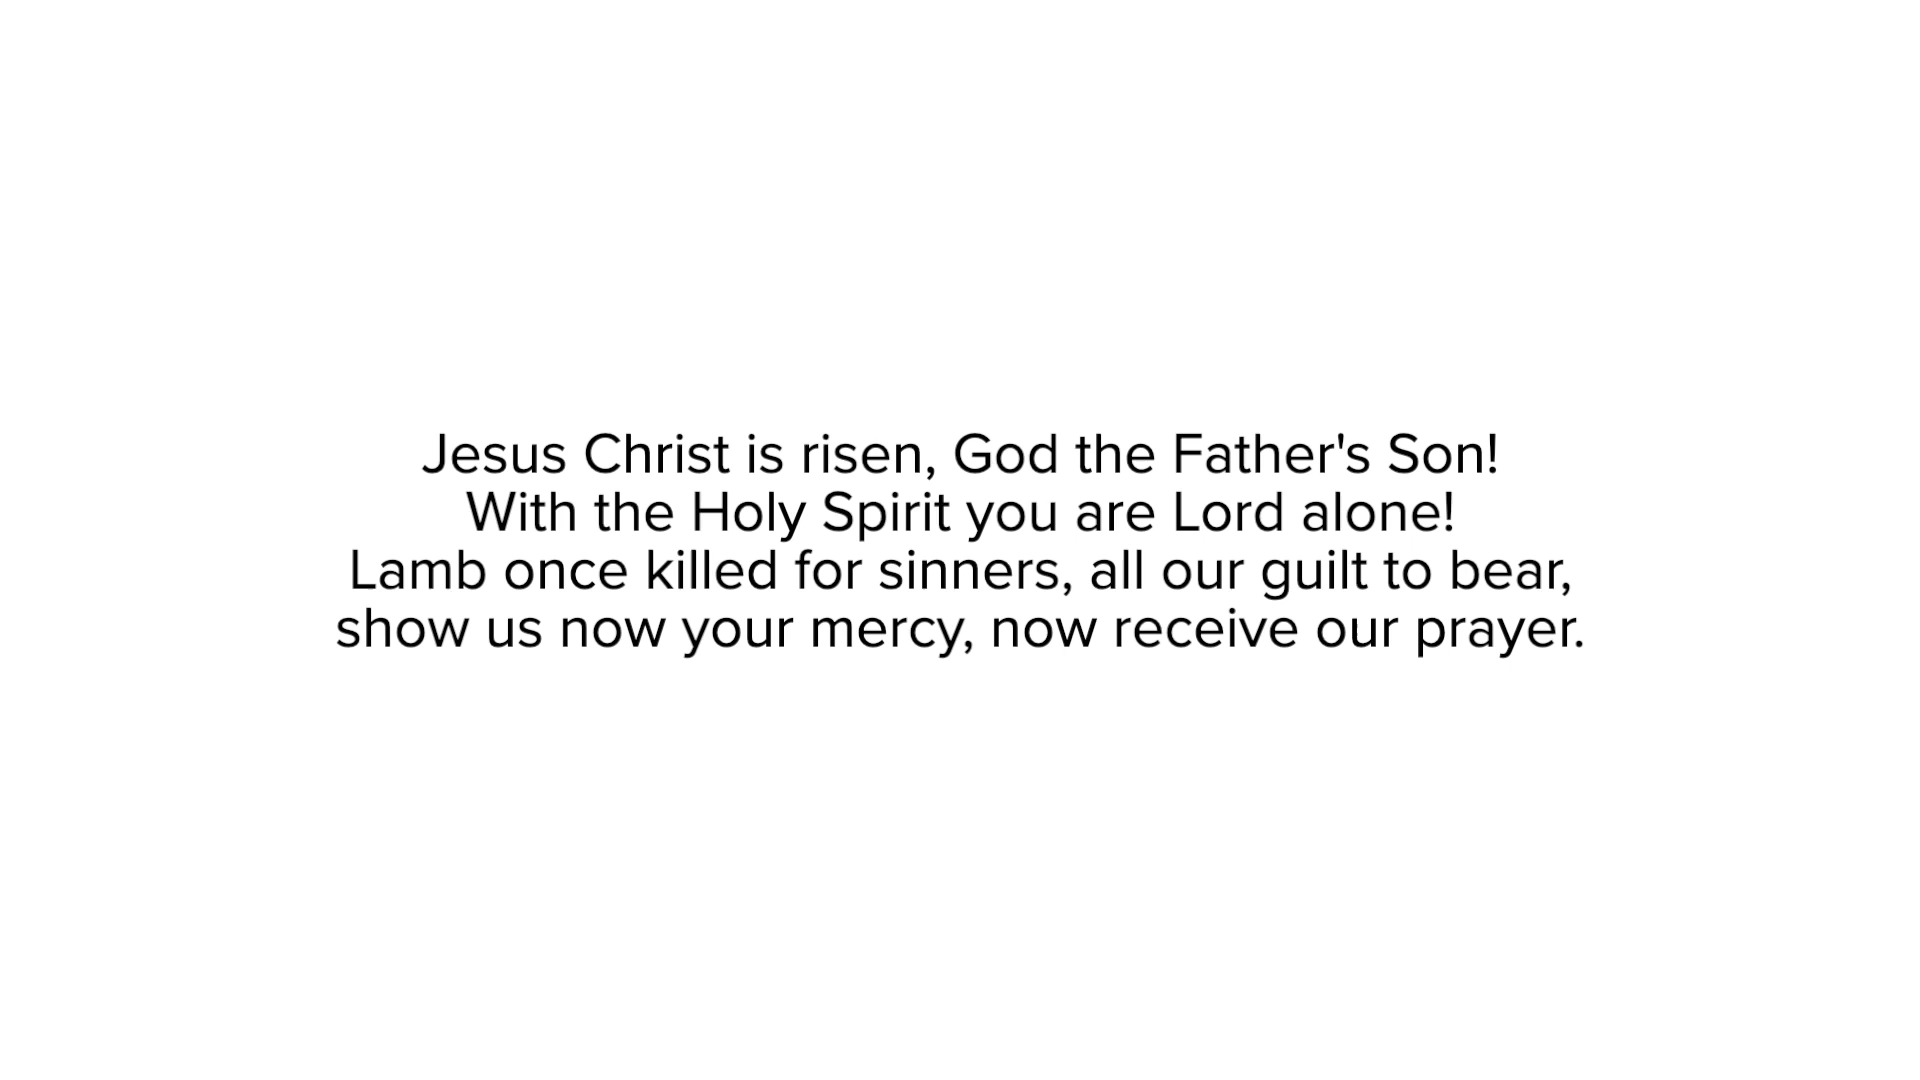 Jesus Christ is risen, God the Father's Son!
With the Holy Spirit you are Lord alone!
Lamb once killed for sinners, all our guilt to bear,
show us now your mercy, now receive our prayer.